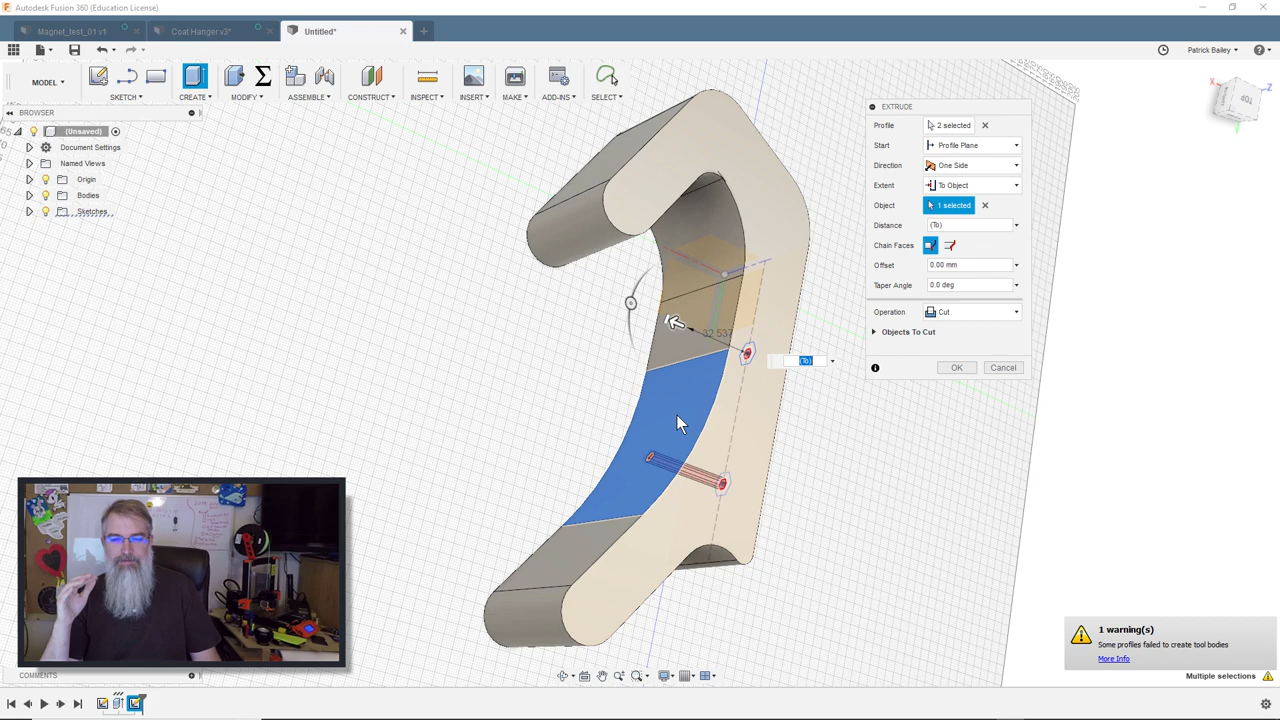 Autodesk Fusion 360 (Education License)
Magnet_test_01 v1
Coat Hanger v3*
Untitled*
Patrick Bailey
MODEL
SKETCH
CREATE
MODIFY
ASSEMBLE
CONSTRUCT
INSPECT
INSERT
MAKE
ADD-INS
SELECT
BROWSER
(Unsaved)
Document Settings
Named Views
Origin
Bodies
Sketches
TOP
X
Z
EXTRUDE
Profile 2 selected
Start Profile Plane
Direction One Side
Extent To Object
Object 1 selected
Distance (To)
Chain Faces
Offset 0.00 mm
Taper Angle 0.0 deg
Operation Cut
Objects To Cut
OK Cancel
32.537
(To)
1 warning(s)
Some profiles failed to create tool bodies
More Info
Multiple selections
COMMENTS